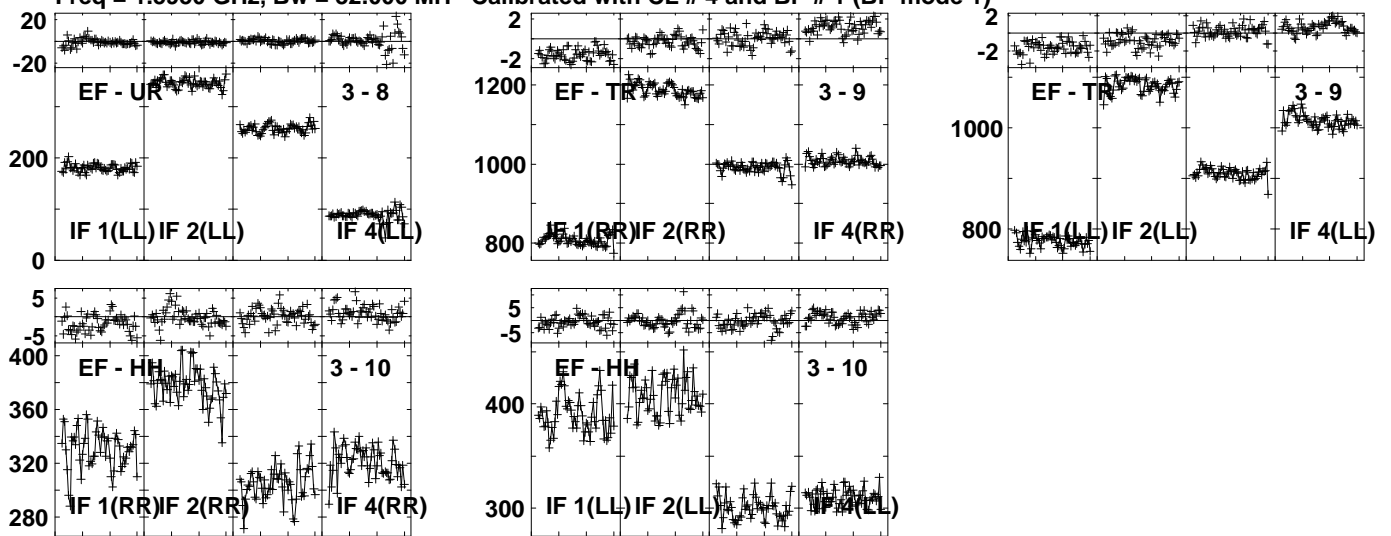 20
0
-20
EF - UR 3 - 8
200
0
IF 1(LL) IF 2(LL) IF 4(LL)
2
-2
1200
EF - TR 3 - 9
1000
800
IF 1(RR) IF 2(RR) IF 4(RR)
2
-2
EF - TR 3 - 9
1000
800
IF 1(LL) IF 2(LL) IF 4(LL)
5
-5
400
EF - HH 3 - 10
360
320
280
IF 1(RR) IF 2(RR) IF 4(RR)
5
-5
EF - HH 3 - 10
400
300
IF 1(LL) IF 2(LL) IF 4(LL)